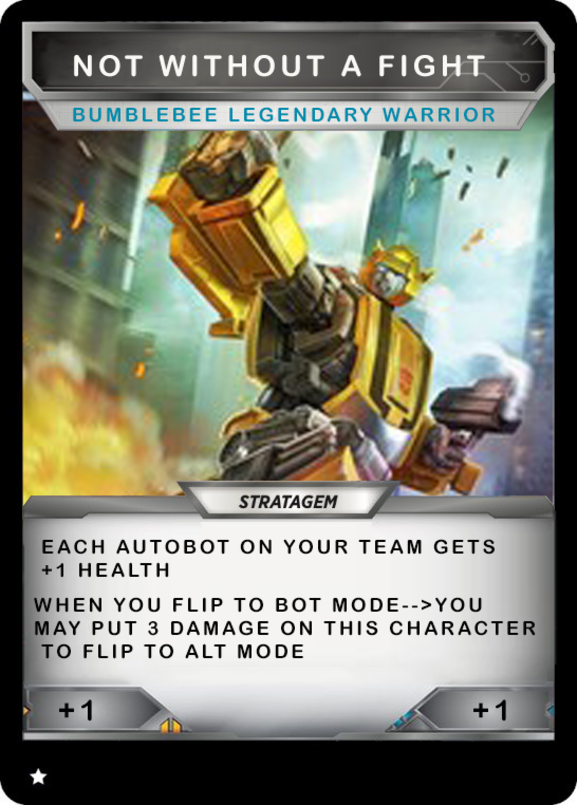 NOT WITHOUT A FIGHT
BUMBLEBEE LEGENDARY WARRIOR
STRATAGEM
EACH AUTOBOT ON YOUR TEAM GETS
+1 HEALTH
WHEN YOU FLIP TO BOT MODE-->YOU
MAY PUT 3 DAMAGE ON THIS CHARACTER
TO FLIP TO ALT MODE
+1 +1